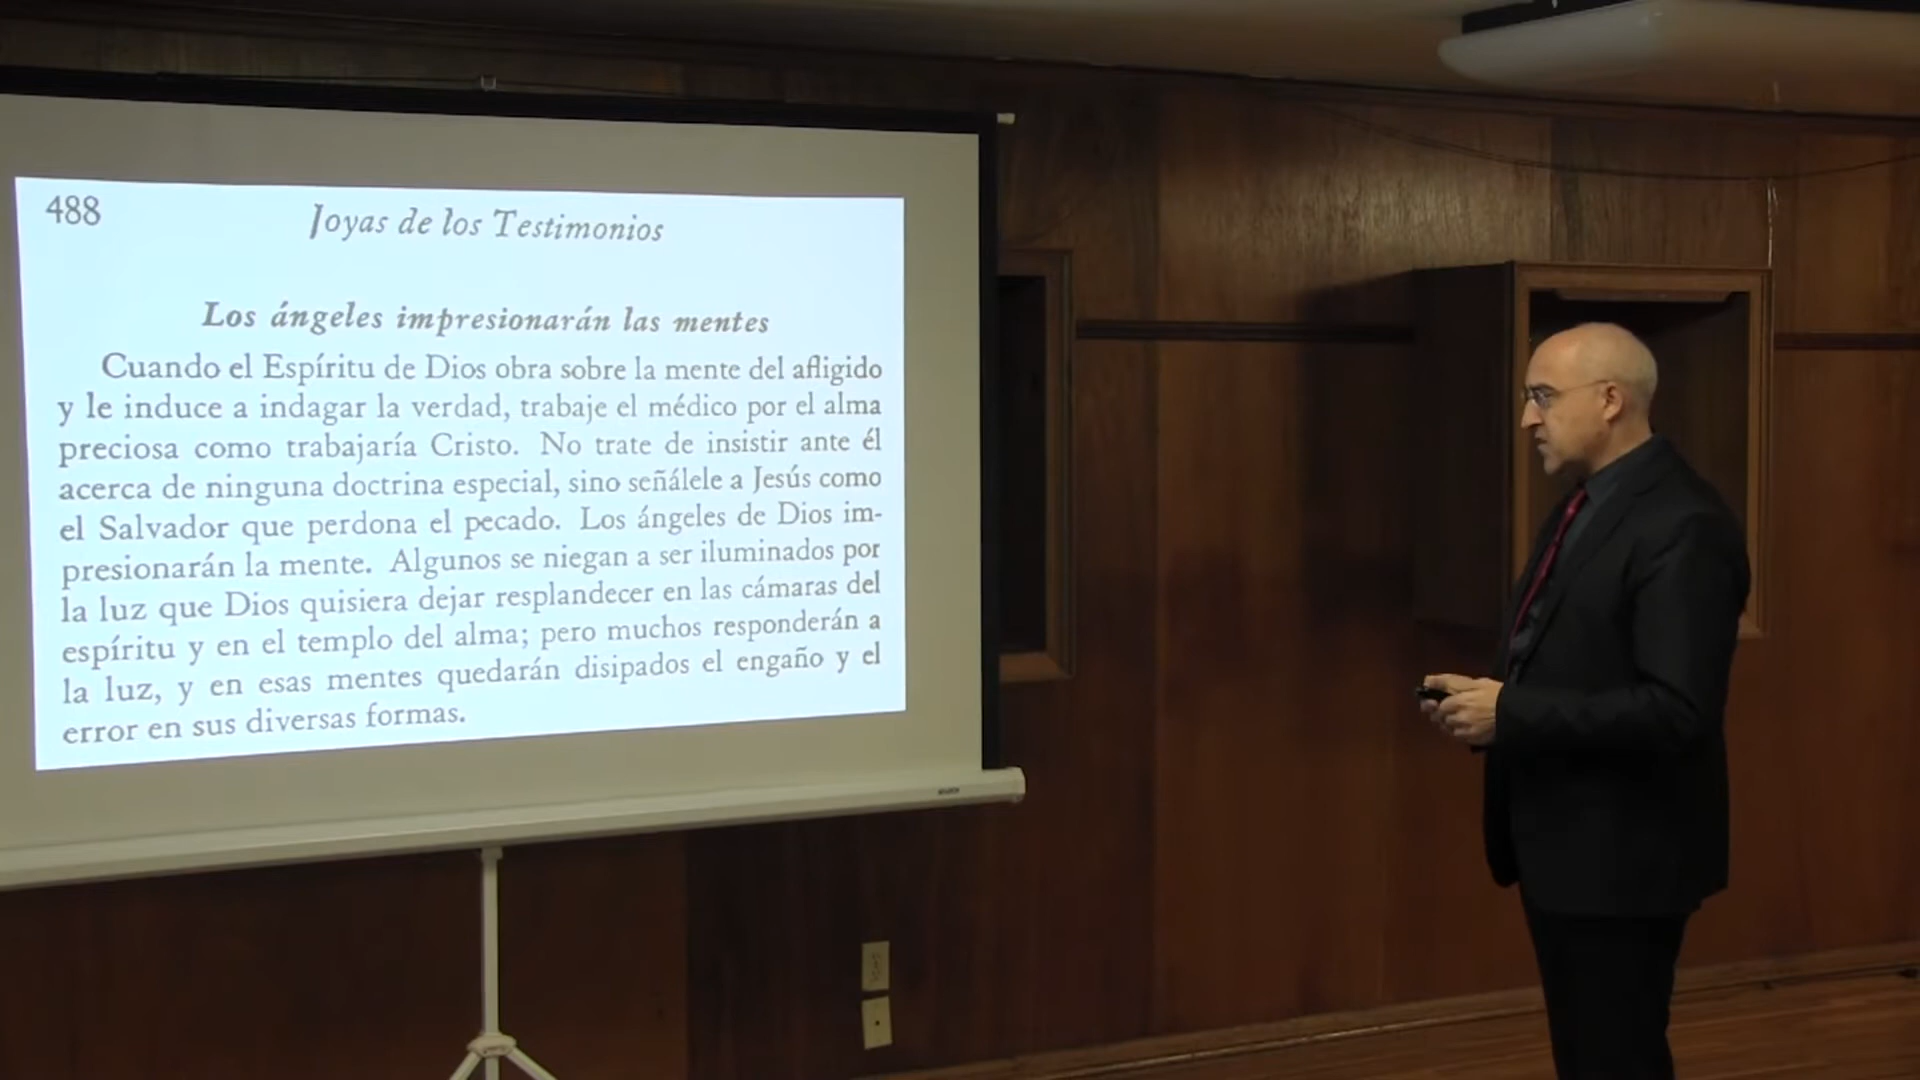 488
Joyas de los Testimonios
Los ángeles impresionarán las mentes
Cuando el Espíritu de Dios obra sobre la mente del afligido
y le induce a indagar la verdad, trabaje el médico por el alma
preciosa como trabajaría Cristo. No trate de insistir ante él
acerca de ninguna doctrina especial, sino señálele a Jesús como
el Salvador que perdona el pecado. Los ángeles de Dios im-
presionarán la mente. Algunos se niegan a ser iluminados por
la luz que Dios quisiera dejar resplandecer en las cámaras del
espíritu y en el templo del alma; pero muchos responderán a
la luz, y en esas mentes quedarán disipados el engaño y el
error en sus diversas formas.